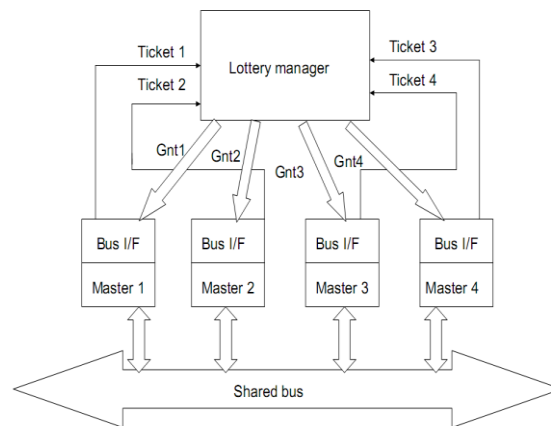 Ticket 1
Ticket 3
Lottery manager
Ticket 2
Ticket 4
Gnt1
Gnt2
Gnt3
Gnt4
Bus I/F
Bus I/F
Bus I/F
Bus I/F
Master 1
Master 2
Master 3
Master 4
Shared bus